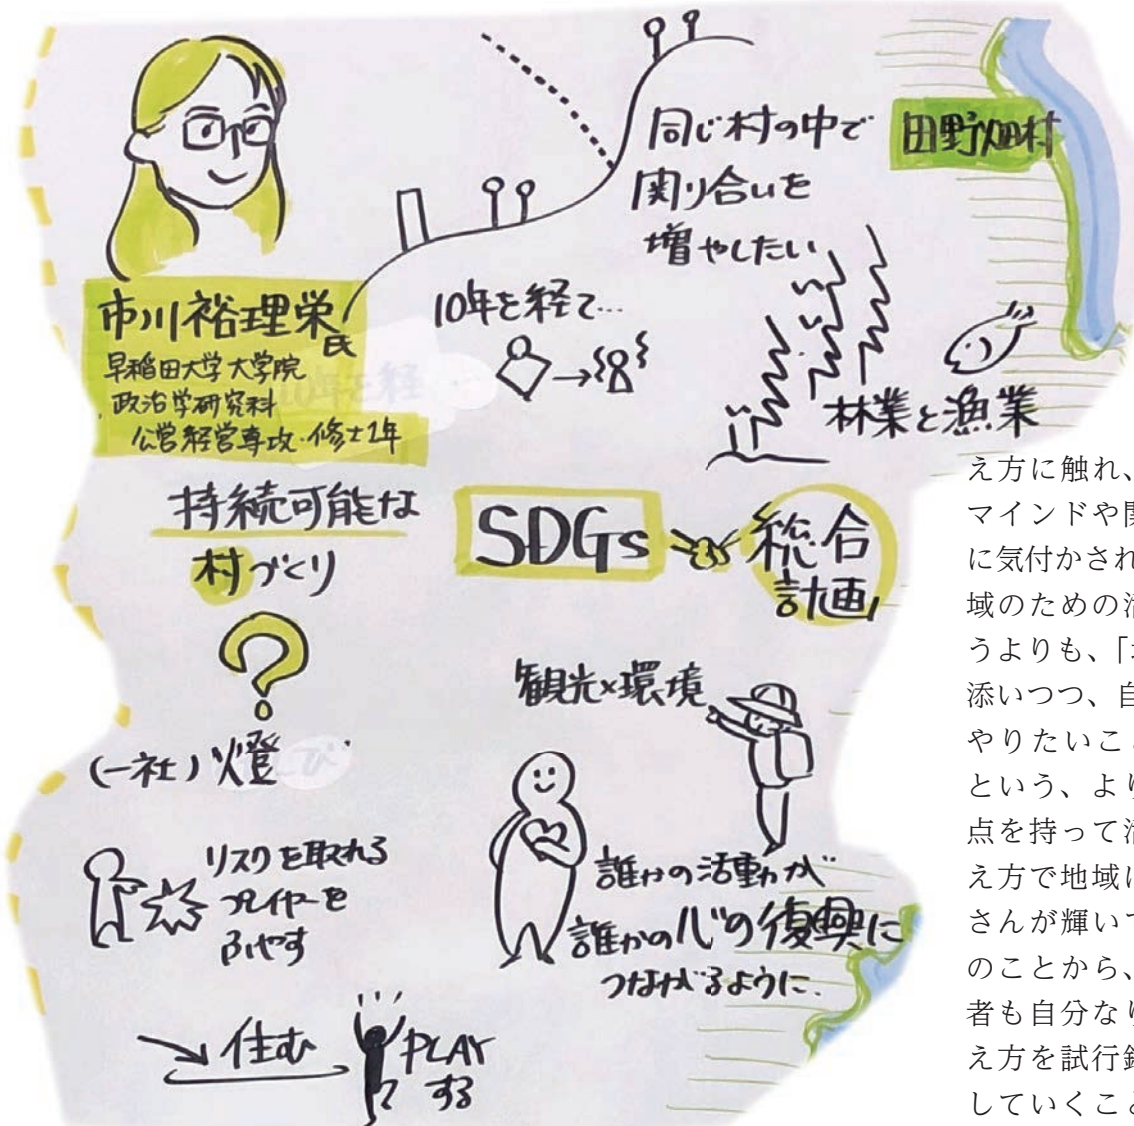 同じ村の中で
関り合いを
増やしたい
田野畑村
市川裕理栄氏
早稲田大学大学院
政治学研究科
公営経営専攻・修士1年
10年を経て…
林業と漁業
持続可能な
村づくり
SDGs
総合
計画
?
(一社)燈
観光×環境
リスクを取れる
プレイヤーを
ふやす
誰かの活動が
誰かの心の復興に
つながるように.
住む
PLAY
する
え方に触れ、
マインドや関
に気付かされ
域のための活
うよりも、「
添いつつ、自
やりたいこ
という、より
点を持って活
え方で地域に
さんが輝いて
のことから、
者も自分なり
え方を試行錯
していくこと